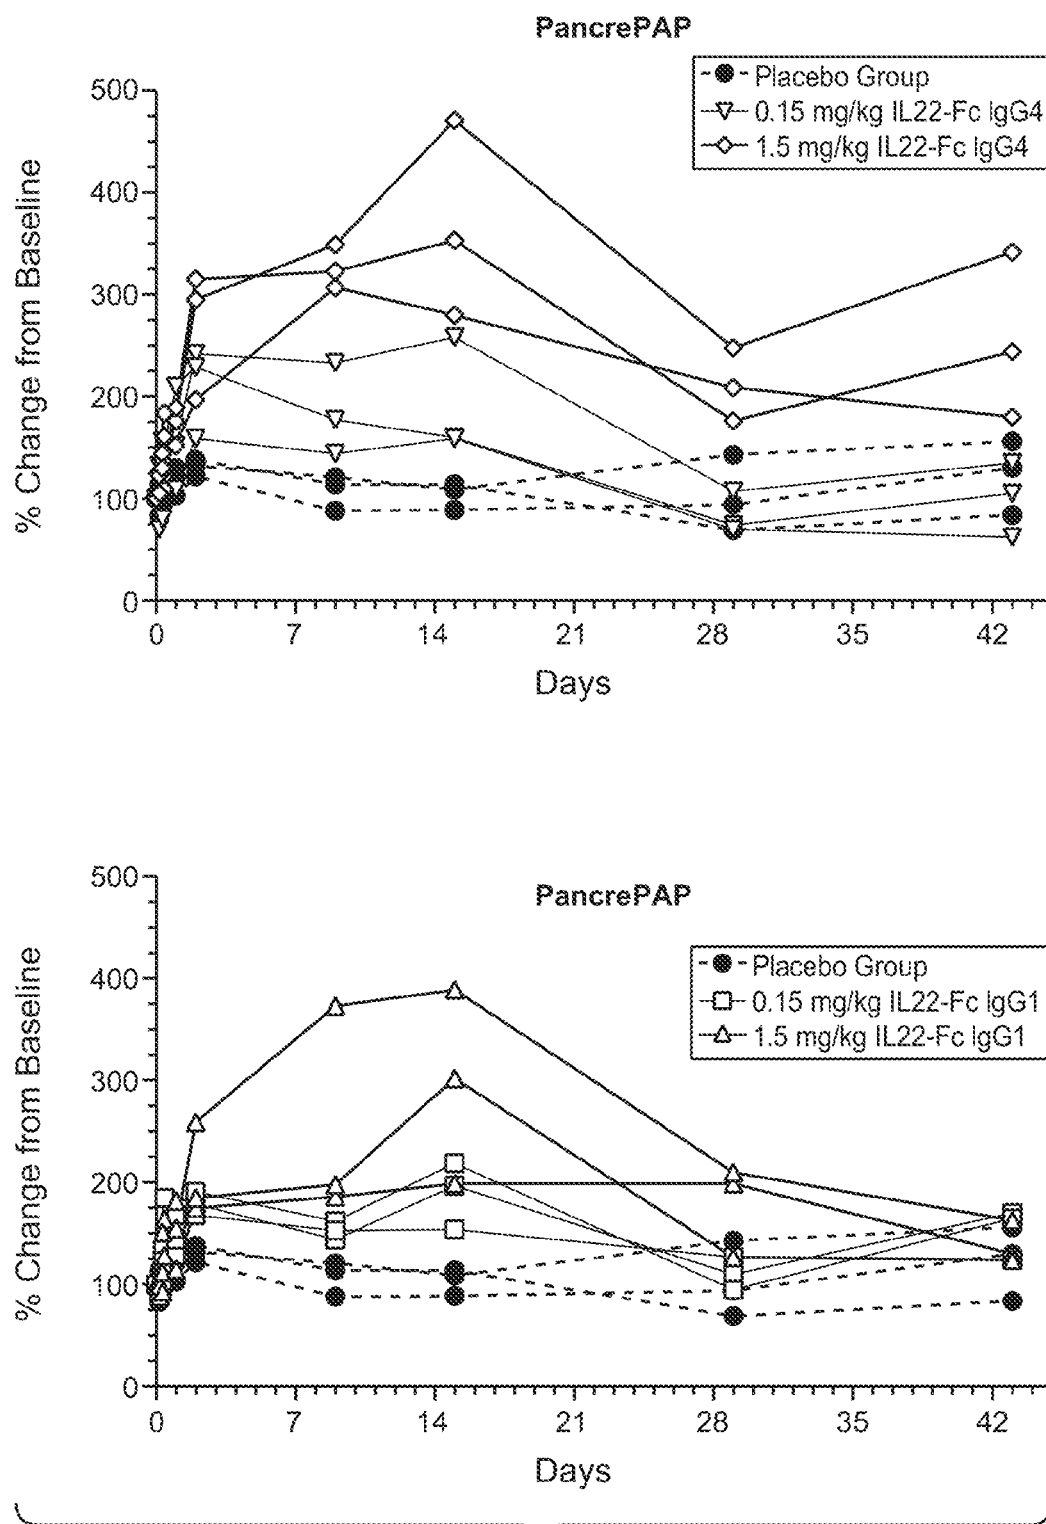 PancrePAP
Placebo Group
0.15 mg/kg IL22-Fc IgG4
1.5 mg/kg IL22-Fc IgG4
% Change from Baseline
500
400
300
200
100
0
0 7 14 21 28 35 42
Days
500
PancrePAP
Placebo Group
0.15 mg/kg IL22-Fc IgG1
1.5 mg/kg IL22-Fc IgG1
% Change from Baseline
400
300
200
100
0
0 7 14 21 28 35 42
Days